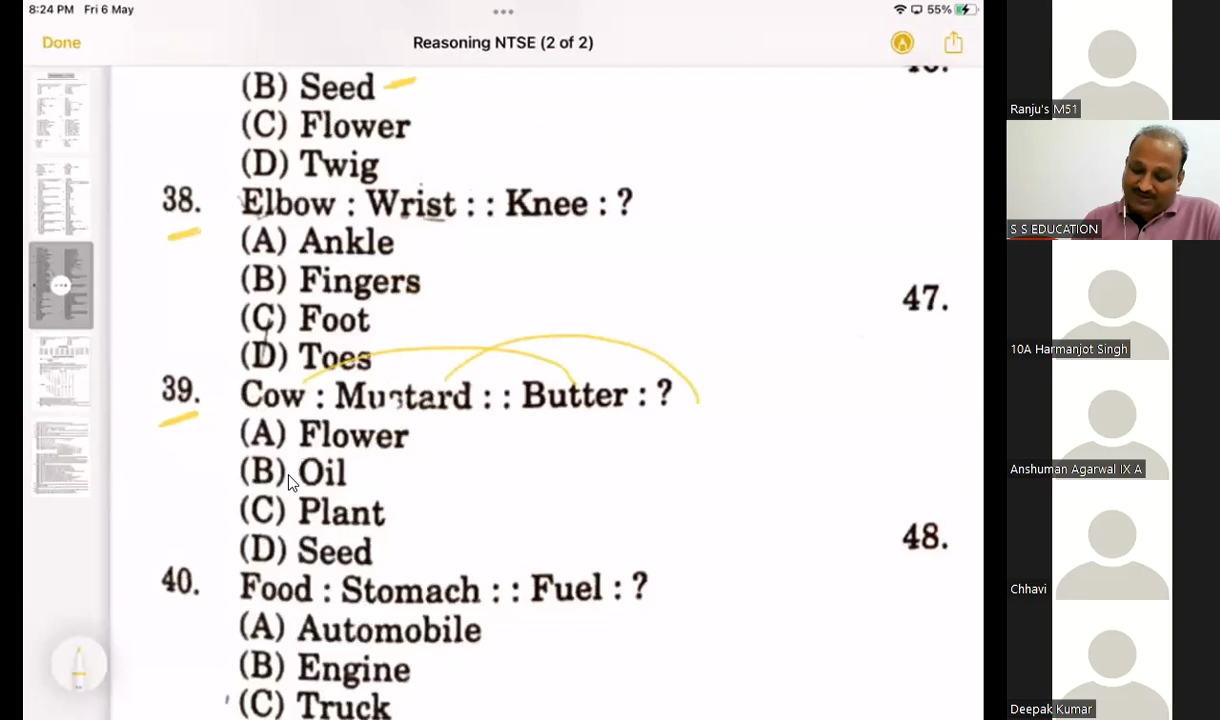 8:24 PM Fri 6 May
55%
Done
Reasoning NTSE (2 of 2)
(B) Seed
(C) Flower
(D) Twig
38. Elbow : Wrist : : Knee : ?
(A) Ankle
(B) Fingers
(C) Foot
(D) Toes
39. Cow : Mustard : : Butter : ?
(A) Flower
(B) Oil
(C) Plant
(D) Seed
40. Food : Stomach : : Fuel : ?
(A) Automobile
(B) Engine
(C) Truck
47.
48.
Ranju's M51
S S EDUCATION
10A Harmanjot Singh
Anshuman Agarwal IX A
Chhavi
Deepak Kumar